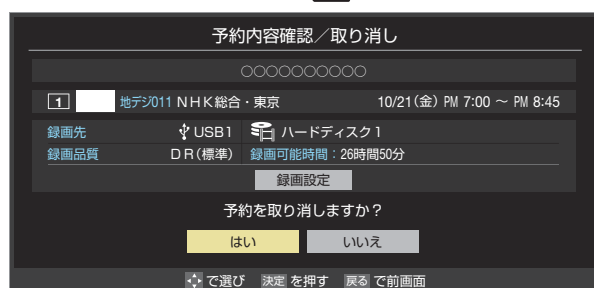 予約内容確認／取り消し
○○○○○○○○○○
1 地デジ011 NHK総合・東京 10/21(金) PM 7:00 ～ PM 8:45
録画先 USB1 ハードディスク1
録画品質 DR(標準) 録画可能時間：26時間50分
録画設定
予約を取り消しますか？
はい いいえ
で選び 決定 を押す 戻る で前画面